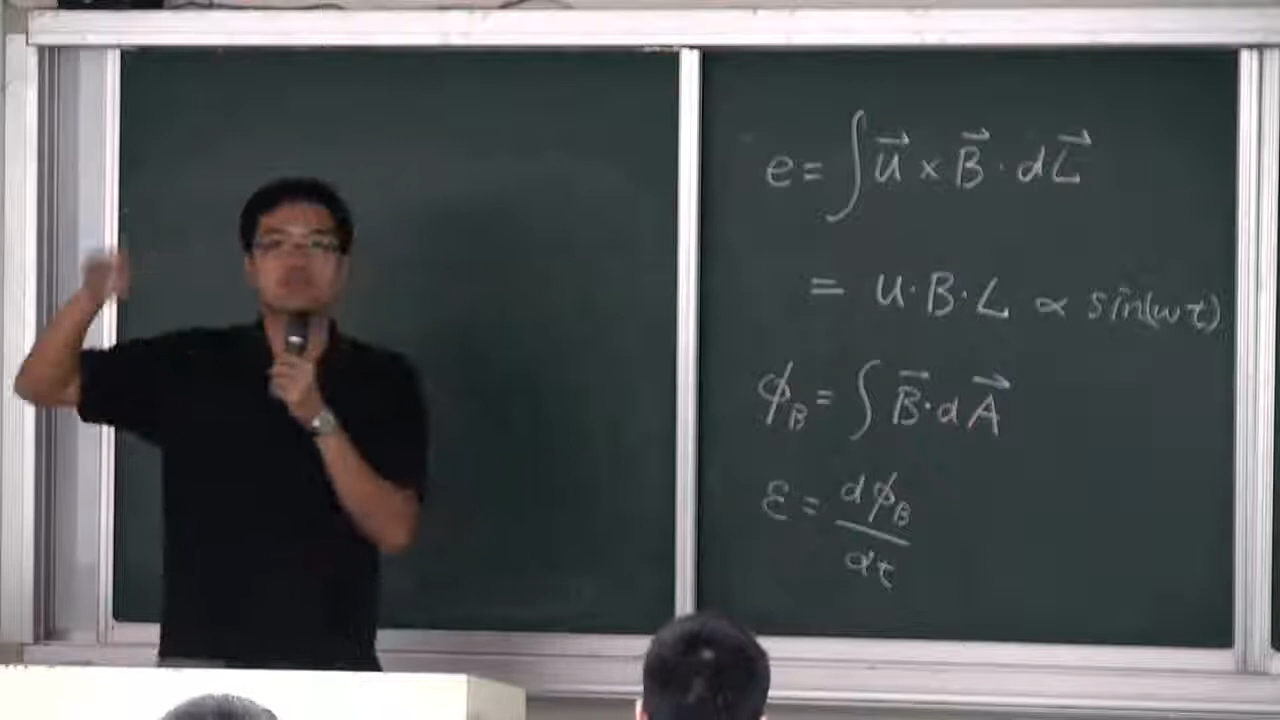 e = ∫ u⃗ × B⃗ · dL⃗
= u·B·L ∝ sin(ωt)
ϕ_B = ∫ B⃗ · dA⃗
ε = dϕ_B / dt